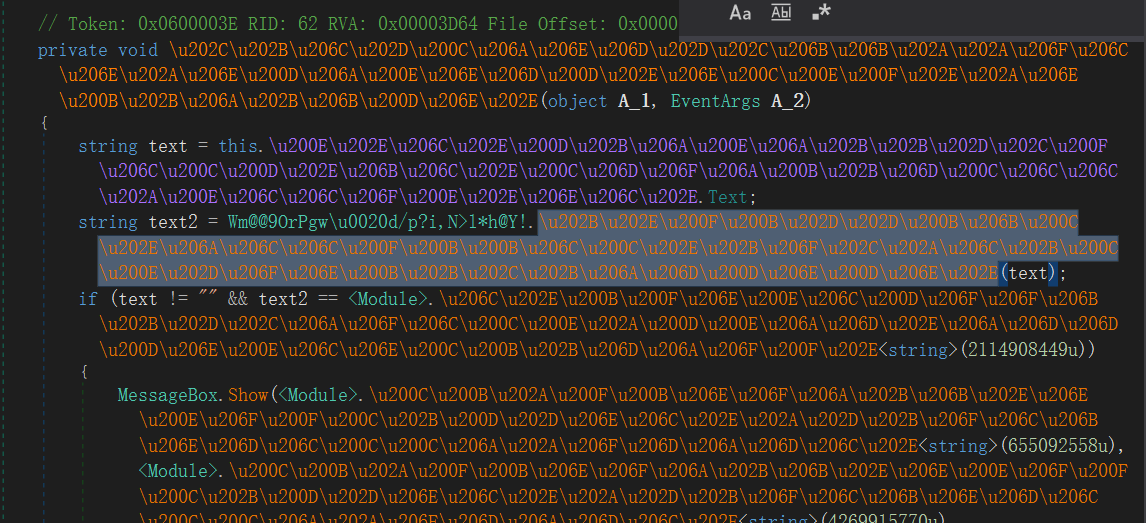 Aa Abl .*
// Token: 0x0600003E RID: 62 RVA: 0x00003D64 File Offset: 0x0000
private void \u202C\u202B\u206C\u202D\u200C\u206A\u206E\u206D\u202D\u200C\u206B\u206B\u202A\u202A\u206F\u206C
\u206E\u202A\u206E\u200D\u206A\u200E\u206E\u206D\u200D\u202E\u206E\u200C\u200E\u200F\u202E\u202A\u206E
\u200B\u202B\u206A\u202B\u206B\u200D\u206E\u202E(object A_1, EventArgs A_2)
{
string text = this.\u200E\u202E\u206C\u202E\u200D\u202B\u206A\u200E\u206A\u202B\u202B\u202D\u202C\u200F
\u206C\u200C\u200D\u202E\u206B\u206C\u202E\u200C\u206D\u206F\u206A\u200B\u202B\u206D\u200C\u206C\u206C
\u202A\u200E\u206C\u206C\u200F\u200E\u202E\u206E\u206C\u202E.Text;
string text2 = Wm@@9OrPgw\u0020d/p?i,N>l*h@Y!.\u202B\u202E\u200F\u200B\u202D\u202D\u200B\u206B\u200C
\u202E\u206A\u206C\u206C\u200F\u200B\u200B\u206C\u200C\u202E\u202B\u206F\u202C\u202A\u206C\u202B\u200C
\u200E\u202D\u206F\u206E\u200B\u202B\u202C\u202B\u206A\u206D\u200D\u206E\u200D\u206E\u202E(text);
if (text != "" && text2 == <Module>.\u206C\u202E\u200B\u200F\u206E\u200E\u206C\u200D\u206F\u206F\u206B
\u202B\u202D\u202C\u206A\u206F\u206C\u200C\u200E\u202A\u200D\u200E\u206A\u206D\u202E\u206A\u206D\u206D
\u200D\u206E\u200E\u206C\u206E\u200C\u200B\u202B\u206D\u206A\u206F\u200F\u202E<string>(2114908449u))
{
MessageBox.Show(<Module>.\u200C\u200B\u202A\u200F\u200B\u206E\u206F\u206A\u202B\u206B\u202E\u206E
\u200E\u206F\u200F\u200C\u202B\u200D\u202D\u206E\u206C\u202E\u202A\u202D\u202B\u206F\u206C\u206B
\u206E\u206D\u206C\u200C\u200C\u206A\u202A\u206F\u206D\u206A\u206D\u206C\u202E<string>(655092558u),
<Module>.\u200C\u200B\u202A\u200F\u200B\u206E\u206F\u206A\u202B\u206B\u202E\u206E\u200E\u206F\u200F
\u200C\u202B\u200D\u202D\u206E\u206C\u202E\u202A\u202D\u202B\u206F\u206C\u206B\u206E\u206D\u206C
\u200C\u200C\u206A\u202A\u206F\u206D\u206A\u206D\u206C\u202E<string>(4269915770u)